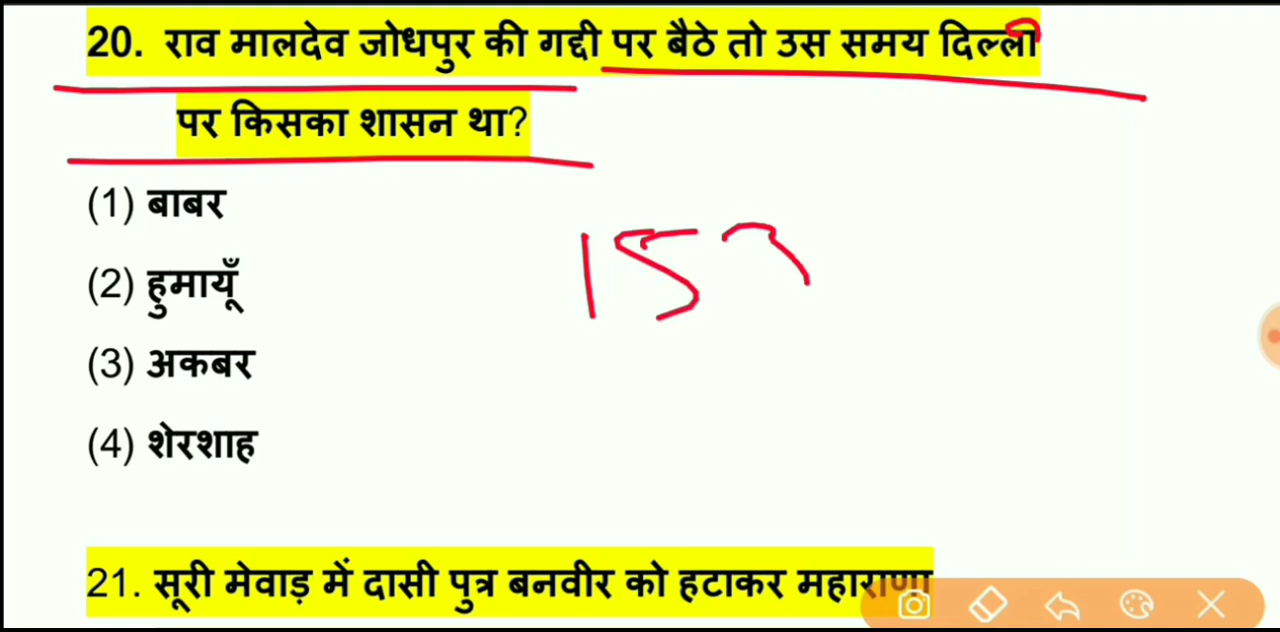 20. राव मालदेव जोधपुर की गद्दी पर बैठे तो उस समय दिल्ली
पर किसका शासन था?
(1) बाबर
(2) हुमायूँ
(3) अकबर
(4) शेरशाह
15
21. सूरी मेवाड़ में दासी पुत्र बनवीर को हटाकर महाराणा